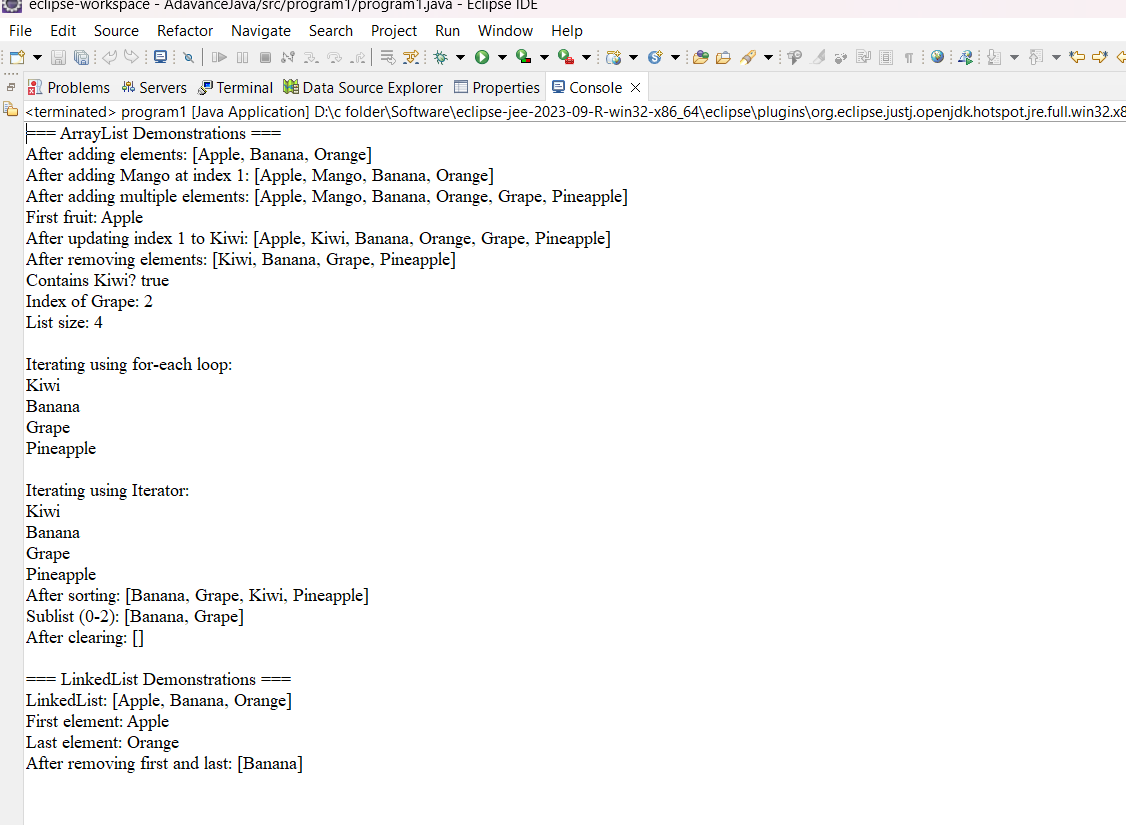 eclipse-workspace - AdavanceJava/src/program1/program1.java - Eclipse IDE
File Edit Source Refactor Navigate Search Project Run Window Help
Problems Servers Terminal Data Source Explorer Properties Console
<terminated> program1 [Java Application] D:\c folder\Software\eclipse-jee-2023-09-R-win32-x86_64\eclipse\plugins\org.eclipse.justj.openjdk.hotspot.jre.full.win32.x8
=== ArrayList Demonstrations ===
After adding elements: [Apple, Banana, Orange]
After adding Mango at index 1: [Apple, Mango, Banana, Orange]
After adding multiple elements: [Apple, Mango, Banana, Orange, Grape, Pineapple]
First fruit: Apple
After updating index 1 to Kiwi: [Apple, Kiwi, Banana, Orange, Grape, Pineapple]
After removing elements: [Kiwi, Banana, Grape, Pineapple]
Contains Kiwi? true
Index of Grape: 2
List size: 4
Iterating using for-each loop:
Kiwi
Banana
Grape
Pineapple
Iterating using Iterator:
Kiwi
Banana
Grape
Pineapple
After sorting: [Banana, Grape, Kiwi, Pineapple]
Sublist (0-2): [Banana, Grape]
After clearing: []
=== LinkedList Demonstrations ===
LinkedList: [Apple, Banana, Orange]
First element: Apple
Last element: Orange
After removing first and last: [Banana]